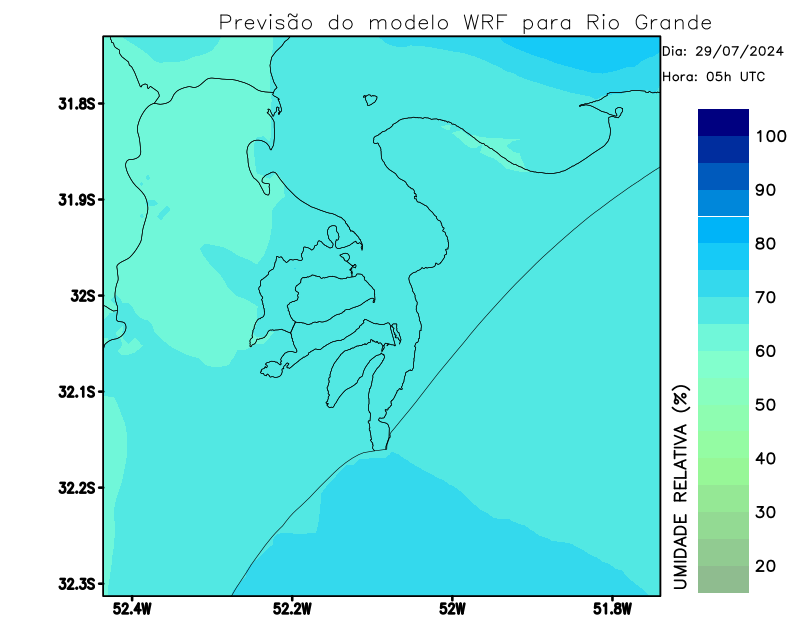 Previsão do modelo WRF para Rio Grande
Dia: 29/07/2024
Hora: 05h UTC
31.8S
31.9S
32S
32.1S
32.2S
32.3S
52.4W
52.2W
52W
51.8W
100
90
80
70
60
50
40
30
20
UMIDADE RELATIVA (%)